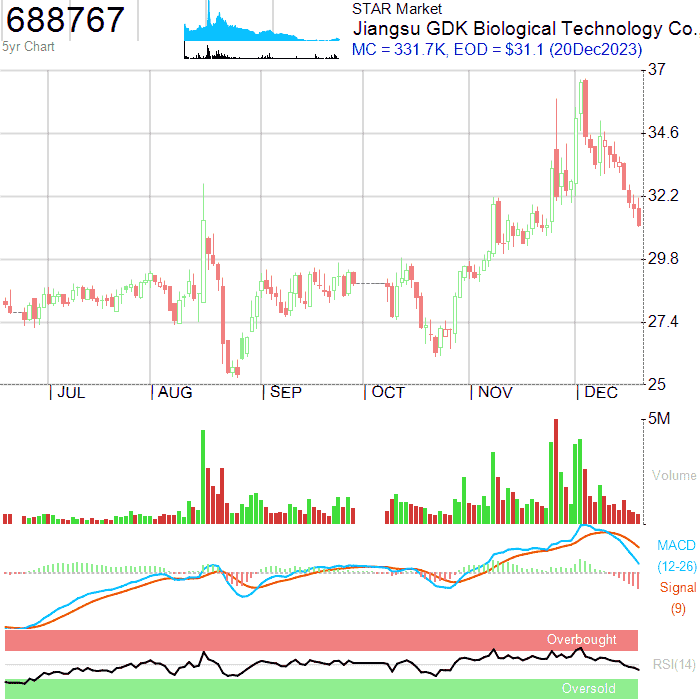 688767
5yr Chart
STAR Market
Jiangsu GDK Biological Technology Co.,
MC = 331.7K, EOD = $31.1 (20Dec2023)
37
34.6
32.2
29.8
27.4
25
JUL AUG SEP OCT NOV DEC
5M
Volume
MACD
(12-26)
Signal
(9)
Overbought
RSI(14)
Oversold